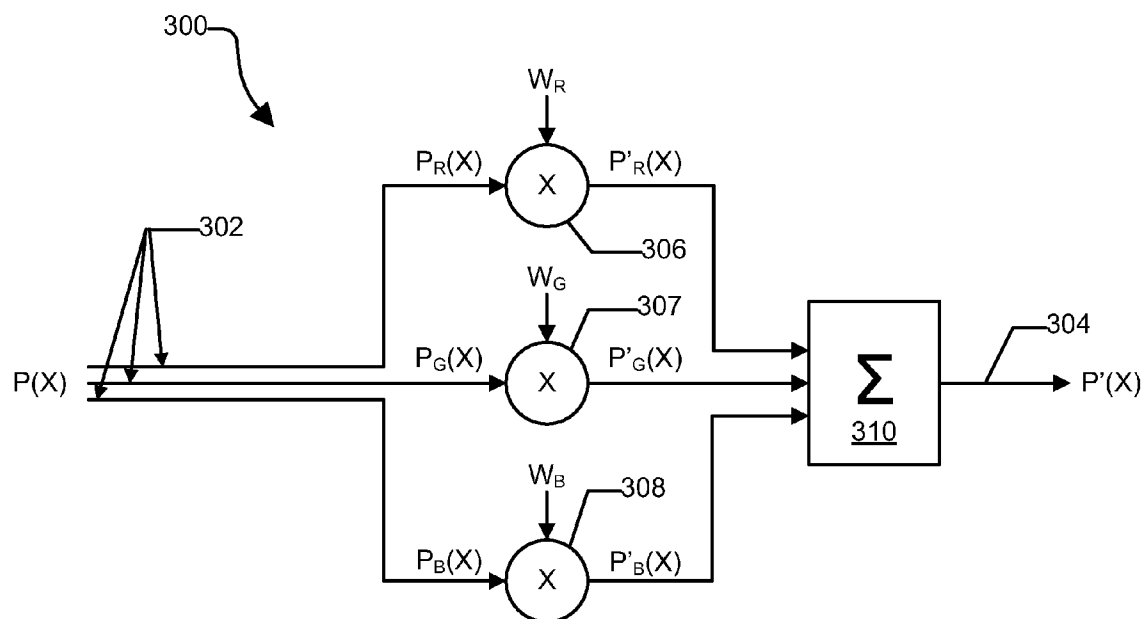 300
W_R
P_R(X)
X
P'_R(X)
302
306
W_G
307
P(X)
P_G(X)
X
P'_G(X)
Σ
310
304
P'(X)
W_B
308
P_B(X)
X
P'_B(X)